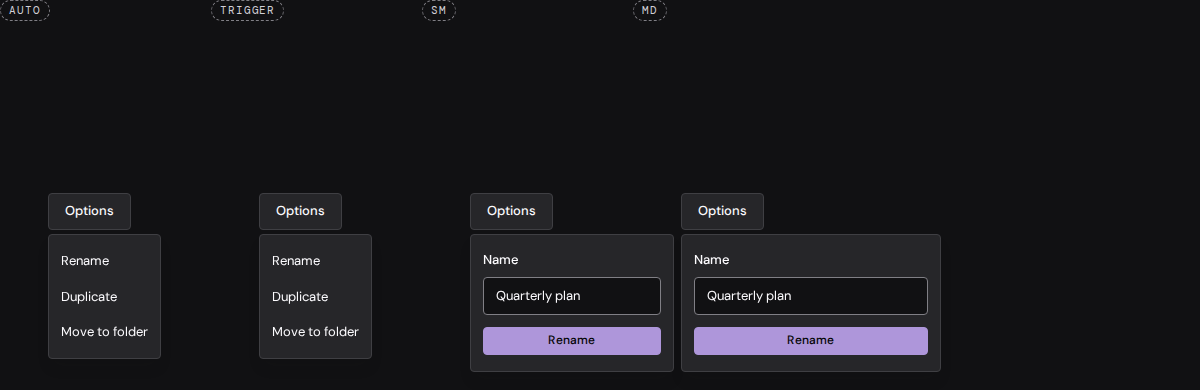 AUTO
TRIGGER
SM
MD
Options
Rename
Duplicate
Move to folder
Options
Rename
Duplicate
Move to folder
Options
Name
Quarterly plan
Rename
Options
Name
Quarterly plan
Rename